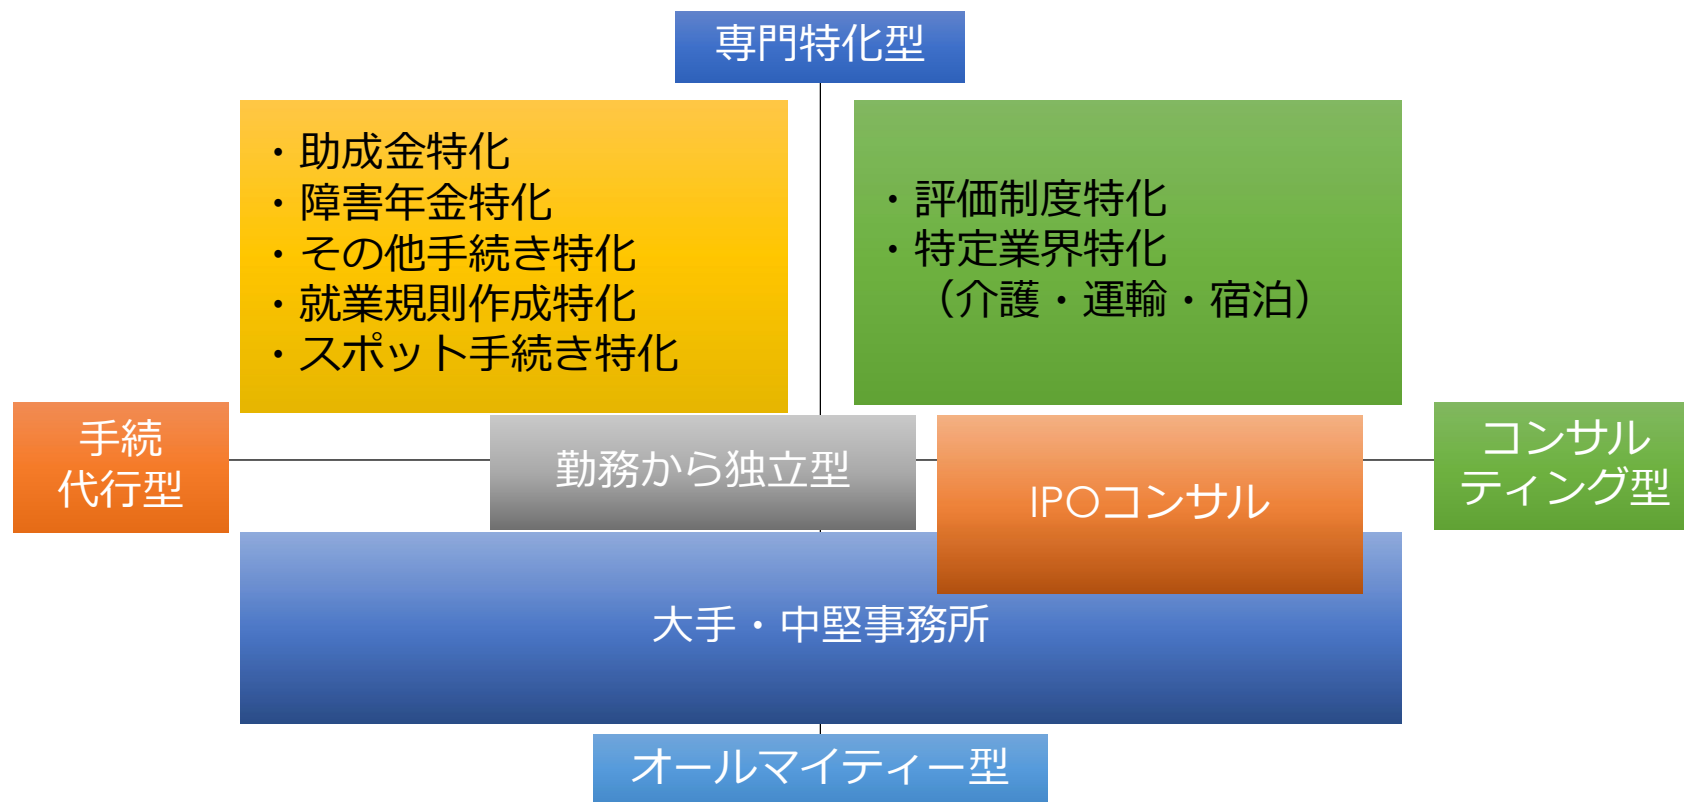 専門特化型
・助成金特化
・障害年金特化
・その他手続き特化
・就業規則作成特化
・スポット手続き特化
・評価制度特化
・特定業界特化
（介護・運輸・宿泊）
手続
代行型
勤務から独立型
IPOコンサル
コンサル
ティング型
大手・中堅事務所
オールマイティー型